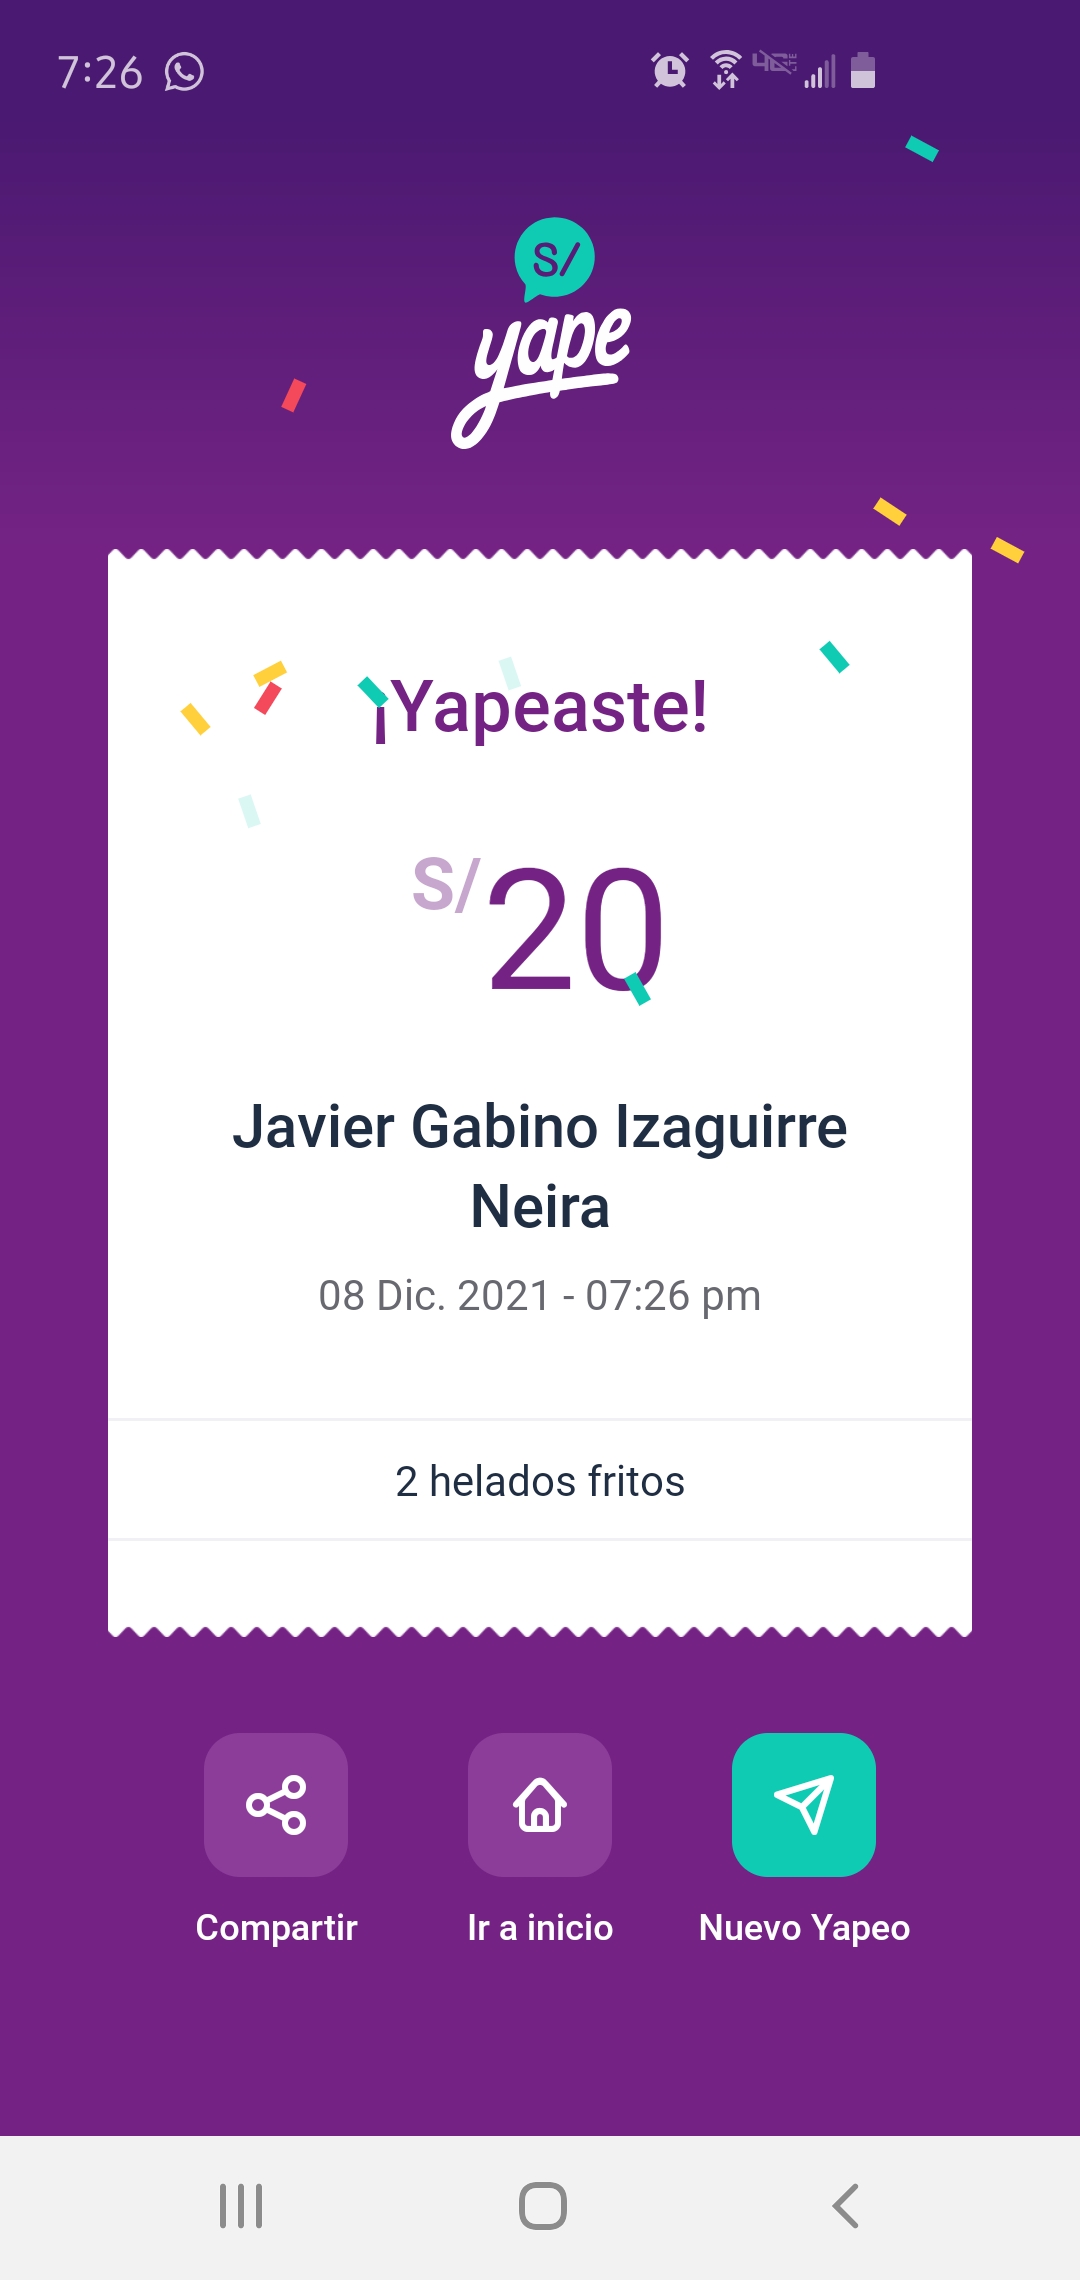 7:26
S/
yape
¡Yapeaste!
S/20
Javier Gabino Izaguirre
Neira
08 Dic. 2021 - 07:26 pm
2 helados fritos
Compartir
Ir a inicio
Nuevo Yapeo